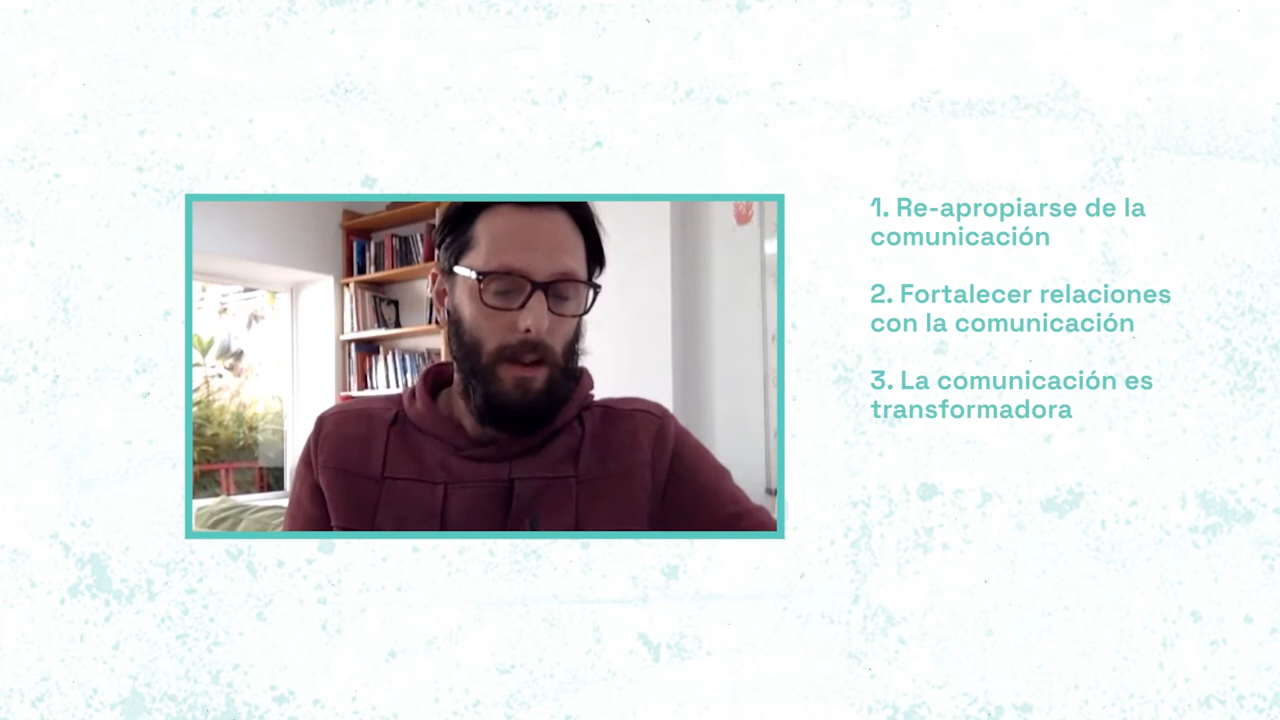 1. Re-apropiarse de la
comunicación
2. Fortalecer relaciones
con la comunicación
3. La comunicación es
transformadora